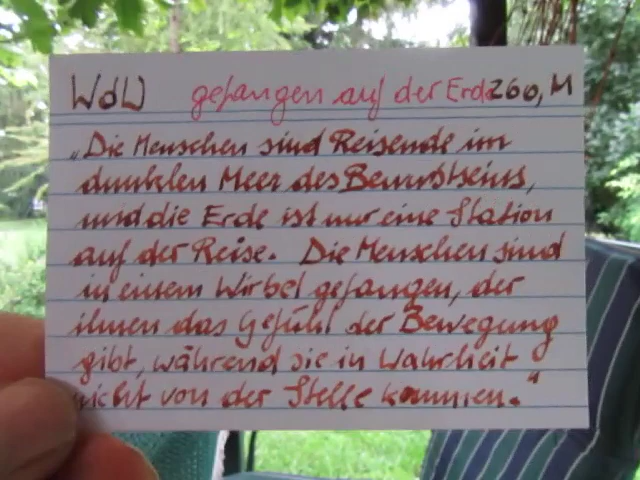 WdU gefangen auf der Erde 260, M
„Die Menschen sind Reisende im
dunklen Meer des Bewußtseins,
und die Erde ist nur eine Station
auf der Reise. Die Menschen sind
in einem Wirbel gefangen, der
ihnen das Gefühl der Bewegung
gibt, während sie in Wahrheit
nicht von der Stelle kommen."